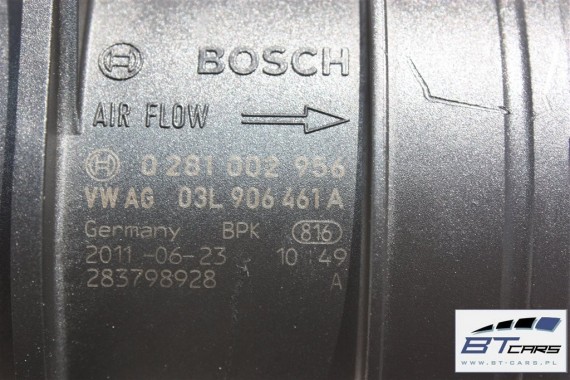 BOSCH
AIR FLOW
0 281 002 956
VW AG 03L 906 461 A
Germany BPK 816
2011-06-23 10:49
283798928 A
BT CARS
WWW.BT-CARS.PL